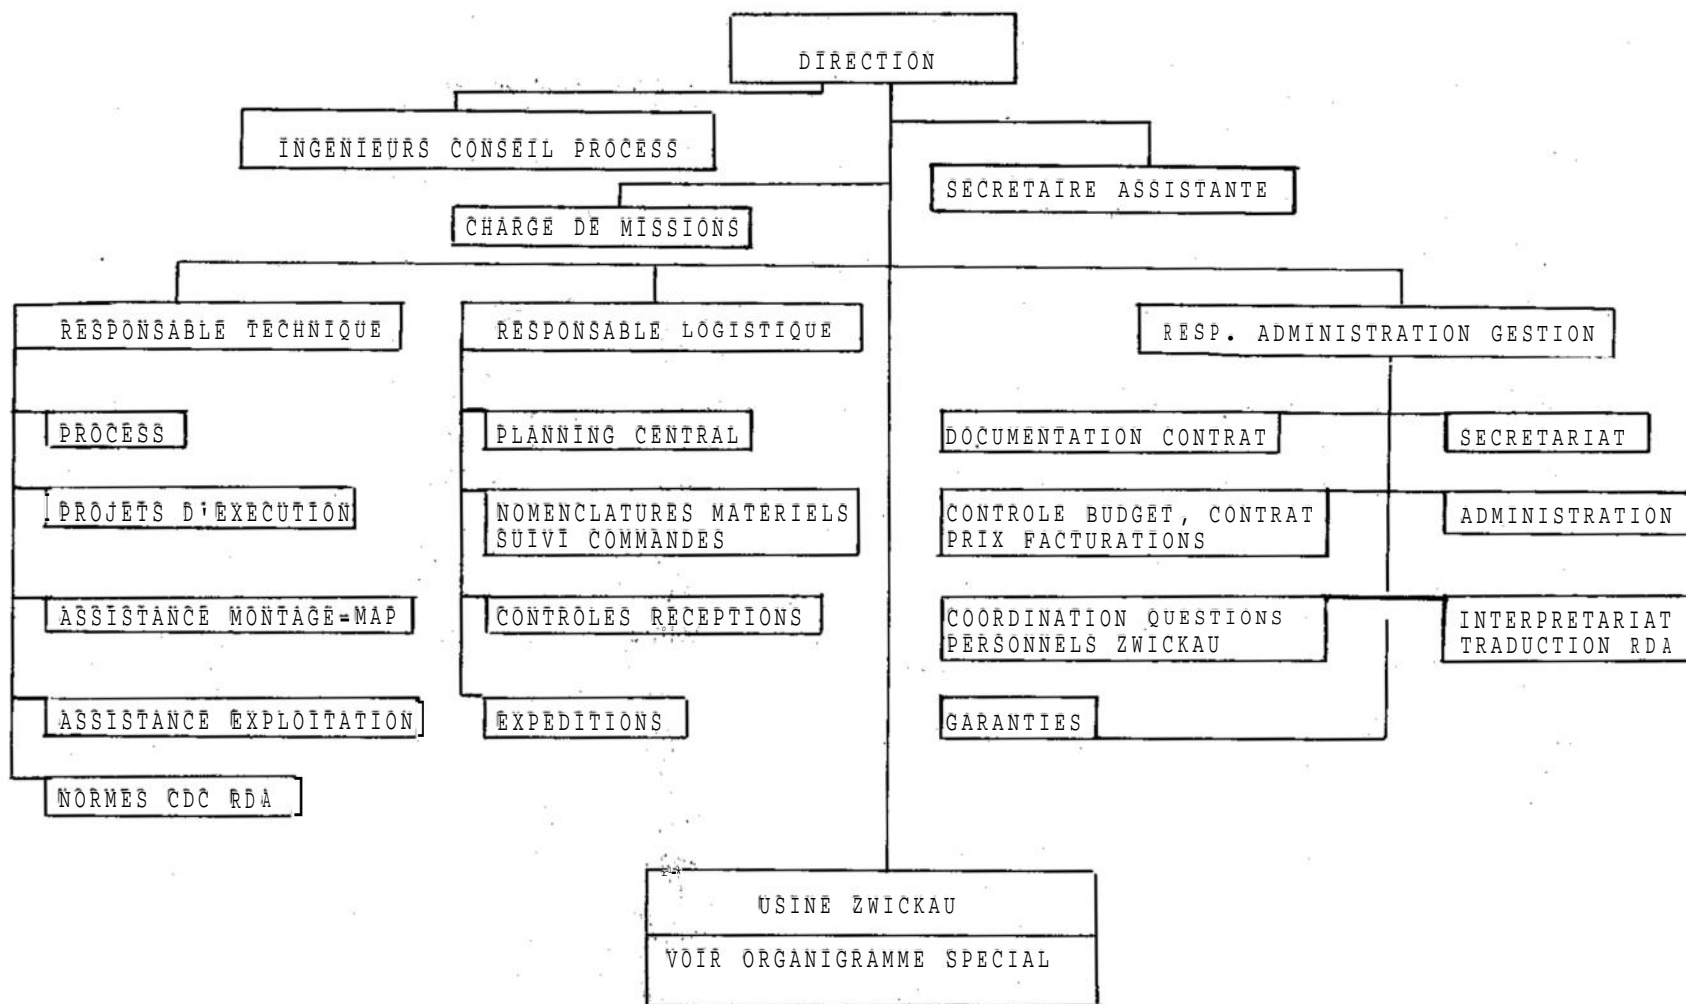 DIRECTION
INGENIEURS CONSEIL PROCESS
SECRETAIRE ASSISTANTE
CHARGE DE MISSIONS
RESPONSABLE TECHNIQUE
PROCESS
PROJETS D'EXECUTION
ASSISTANCE MONTAGE=MAP
ASSISTANCE EXPLOITATION
NORMES CDC RDA
RESPONSABLE LOGISTIQUE
PLANNING CENTRAL
NOMENCLATURES MATERIELS
SUIVI COMMANDES
CONTROLES RECEPTIONS
EXPEDITIONS
RESP. ADMINISTRATION GESTION
DOCUMENTATION CONTRAT
CONTROLE BUDGET, CONTRAT
PRIX FACTURATIONS
COORDINATION QUESTIONS
PERSONNELS ZWICKAU
GARANTIES
SECRETARIAT
ADMINISTRATION
INTERPRETARIAT
TRADUCTION RDA
USINE ZWICKAU
VOIR ORGANIGRAMME SPECIAL